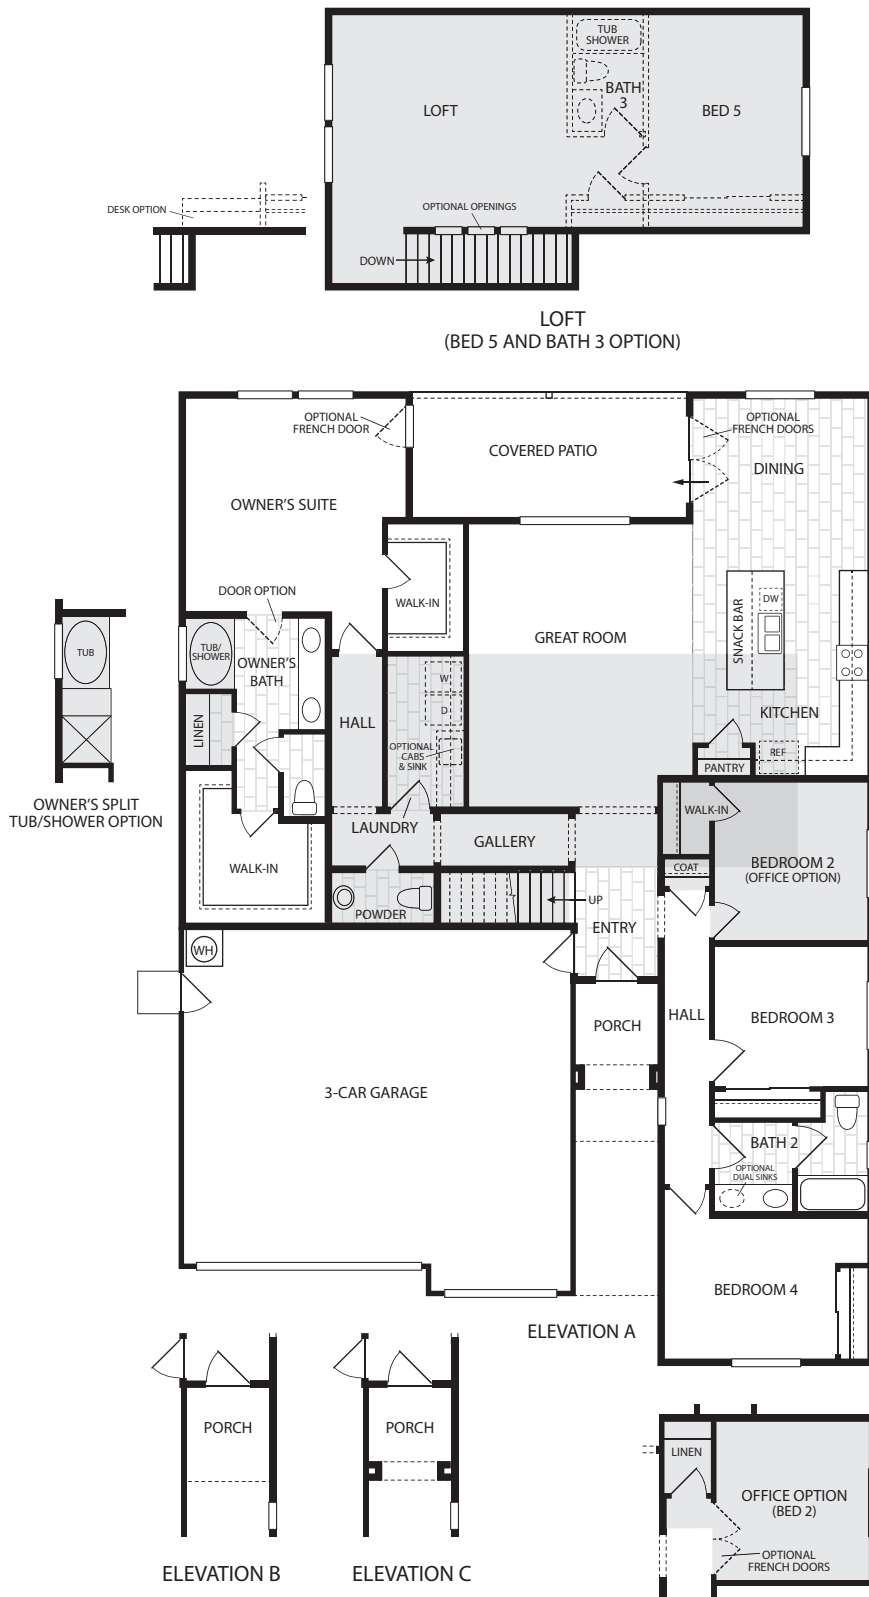 TUB
SHOWER
BATH
3
LOFT
BED 5
DESK OPTION
OPTIONAL OPENINGS
DOWN
LOFT
(BED 5 AND BATH 3 OPTION)
OPTIONAL
FRENCH DOOR
OPTIONAL
FRENCH DOORS
COVERED PATIO
DINING
OWNER'S SUITE
DOOR OPTION
WALK-IN
DW
SNACK BAR
GREAT ROOM
TUB
TUB/
SHOWER
OWNER'S
BATH
W
D
KITCHEN
LINEN
HALL
OPTIONAL
CABS
& SINK
REF
PANTRY
OWNER'S SPLIT
TUB/SHOWER OPTION
LAUNDRY
GALLERY
WALK-IN
WALK-IN
COAT
BEDROOM 2
(OFFICE OPTION)
POWDER
UP
ENTRY
WH
PORCH
HALL
BEDROOM 3
3-CAR GARAGE
BATH 2
OPTIONAL
DUAL SINKS
BEDROOM 4
ELEVATION A
PORCH
PORCH
LINEN
OFFICE OPTION
(BED 2)
OPTIONAL
FRENCH DOORS
ELEVATION B
ELEVATION C